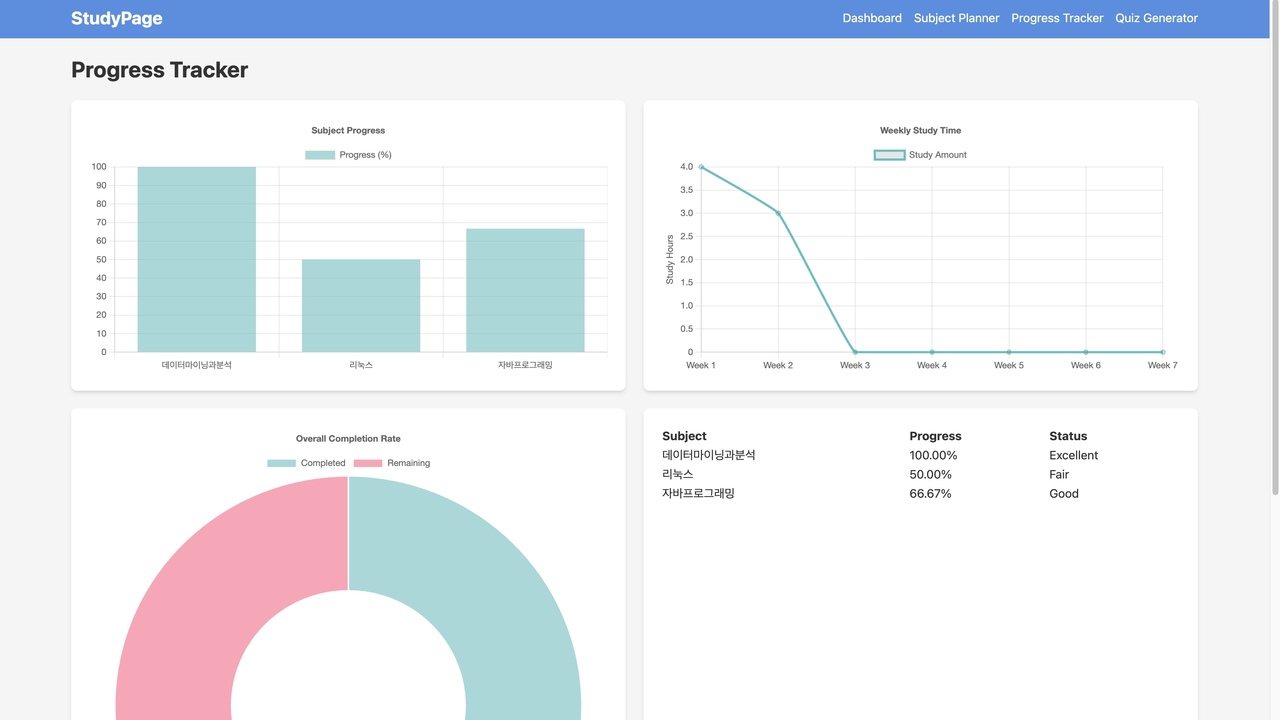 StudyPage
Dashboard Subject Planner Progress Tracker Quiz Generator
Progress Tracker
Subject Progress
Progress (%)
100
90
80
70
60
50
40
30
20
10
0
데이터마이닝과분석 리눅스 자바프로그래밍
Weekly Study Time
Study Amount
Study Hours
4.0
3.5
3.0
2.5
2.0
1.5
1.0
0.5
0
Week 1 Week 2 Week 3 Week 4 Week 5 Week 6 Week 7
Overall Completion Rate
Completed Remaining
Subject Progress Status
데이터마이닝과분석 100.00% Excellent
리눅스 50.00% Fair
자바프로그래밍 66.67% Good